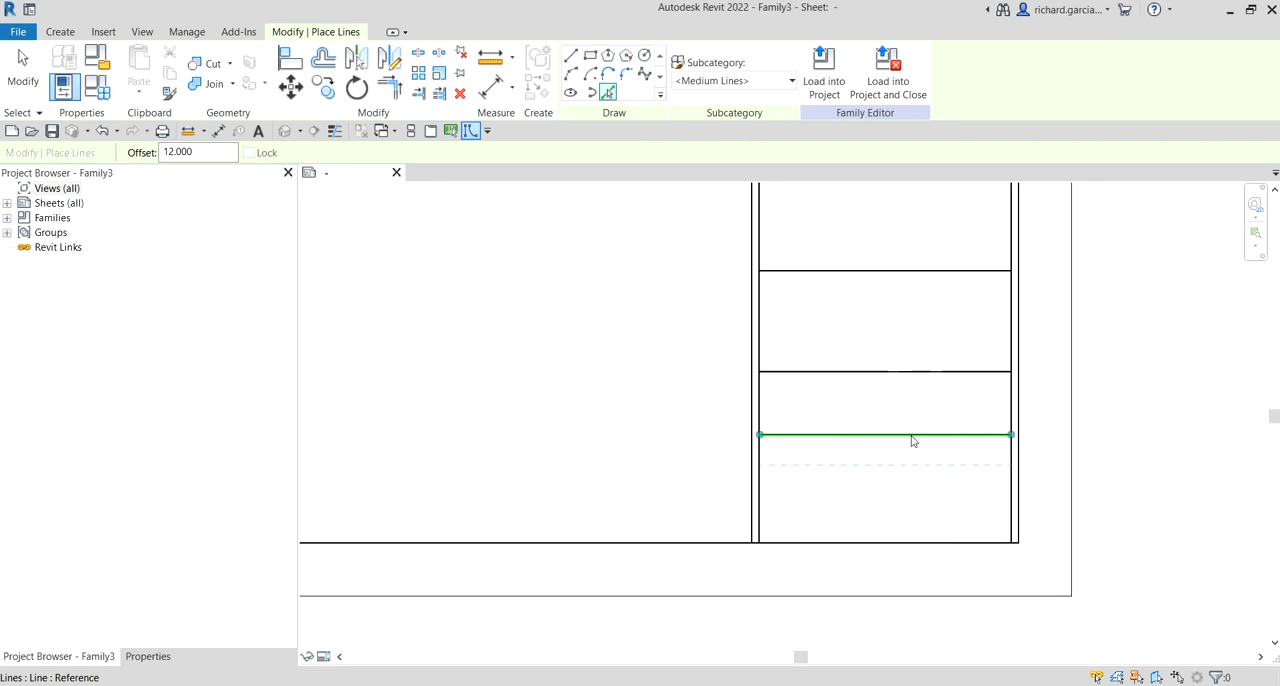 Autodesk Revit 2022 - Family3 - Sheet: -
richard.garcia...
File Create Insert View Manage Add-Ins Modify | Place Lines
Modify
Paste
Cut
Join
Subcategory:
<Medium Lines>
Load into
Project
Load into
Project and Close
Select Properties Clipboard Geometry Modify Measure Create Draw Subcategory Family Editor
Modify | Place Lines Offset: 12.000 Lock
Project Browser - Family3
-
Views (all)
Sheets (all)
Families
Groups
Revit Links
Project Browser - Family3 Properties
Lines : Line : Reference
:0